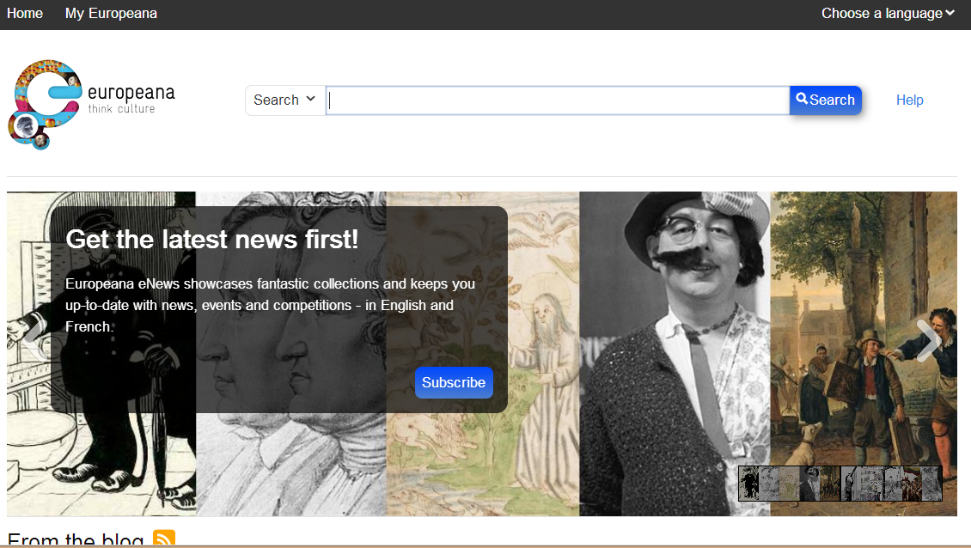 Home My Europeana Choose a language
europeana
think culture
Search
Search
Help
Get the latest news first!
Europeana eNews showcases fantastic collections and keeps you
up-to-date with news, events and competitions - in English and
French.
Subscribe
From the blog